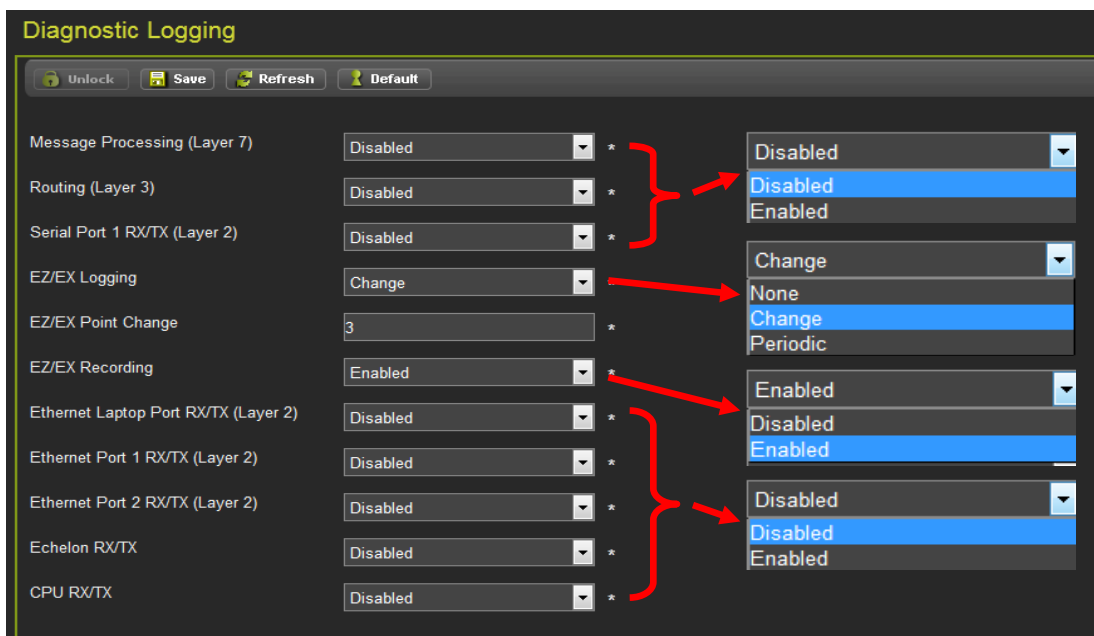 Diagnostic Logging
Unlock Save Refresh Default
Message Processing (Layer 7) Disabled *
Routing (Layer 3) Disabled *
Serial Port 1 RX/TX (Layer 2) Disabled *
EZ/EX Logging Change *
EZ/EX Point Change 3 *
EZ/EX Recording Enabled *
Ethernet Laptop Port RX/TX (Layer 2) Disabled *
Ethernet Port 1 RX/TX (Layer 2) Disabled *
Ethernet Port 2 RX/TX (Layer 2) Disabled *
Echelon RX/TX Disabled *
CPU RX/TX Disabled *
Disabled
Disabled
Enabled
Change
None
Change
Periodic
Enabled
Disabled
Enabled
Disabled
Disabled
Enabled